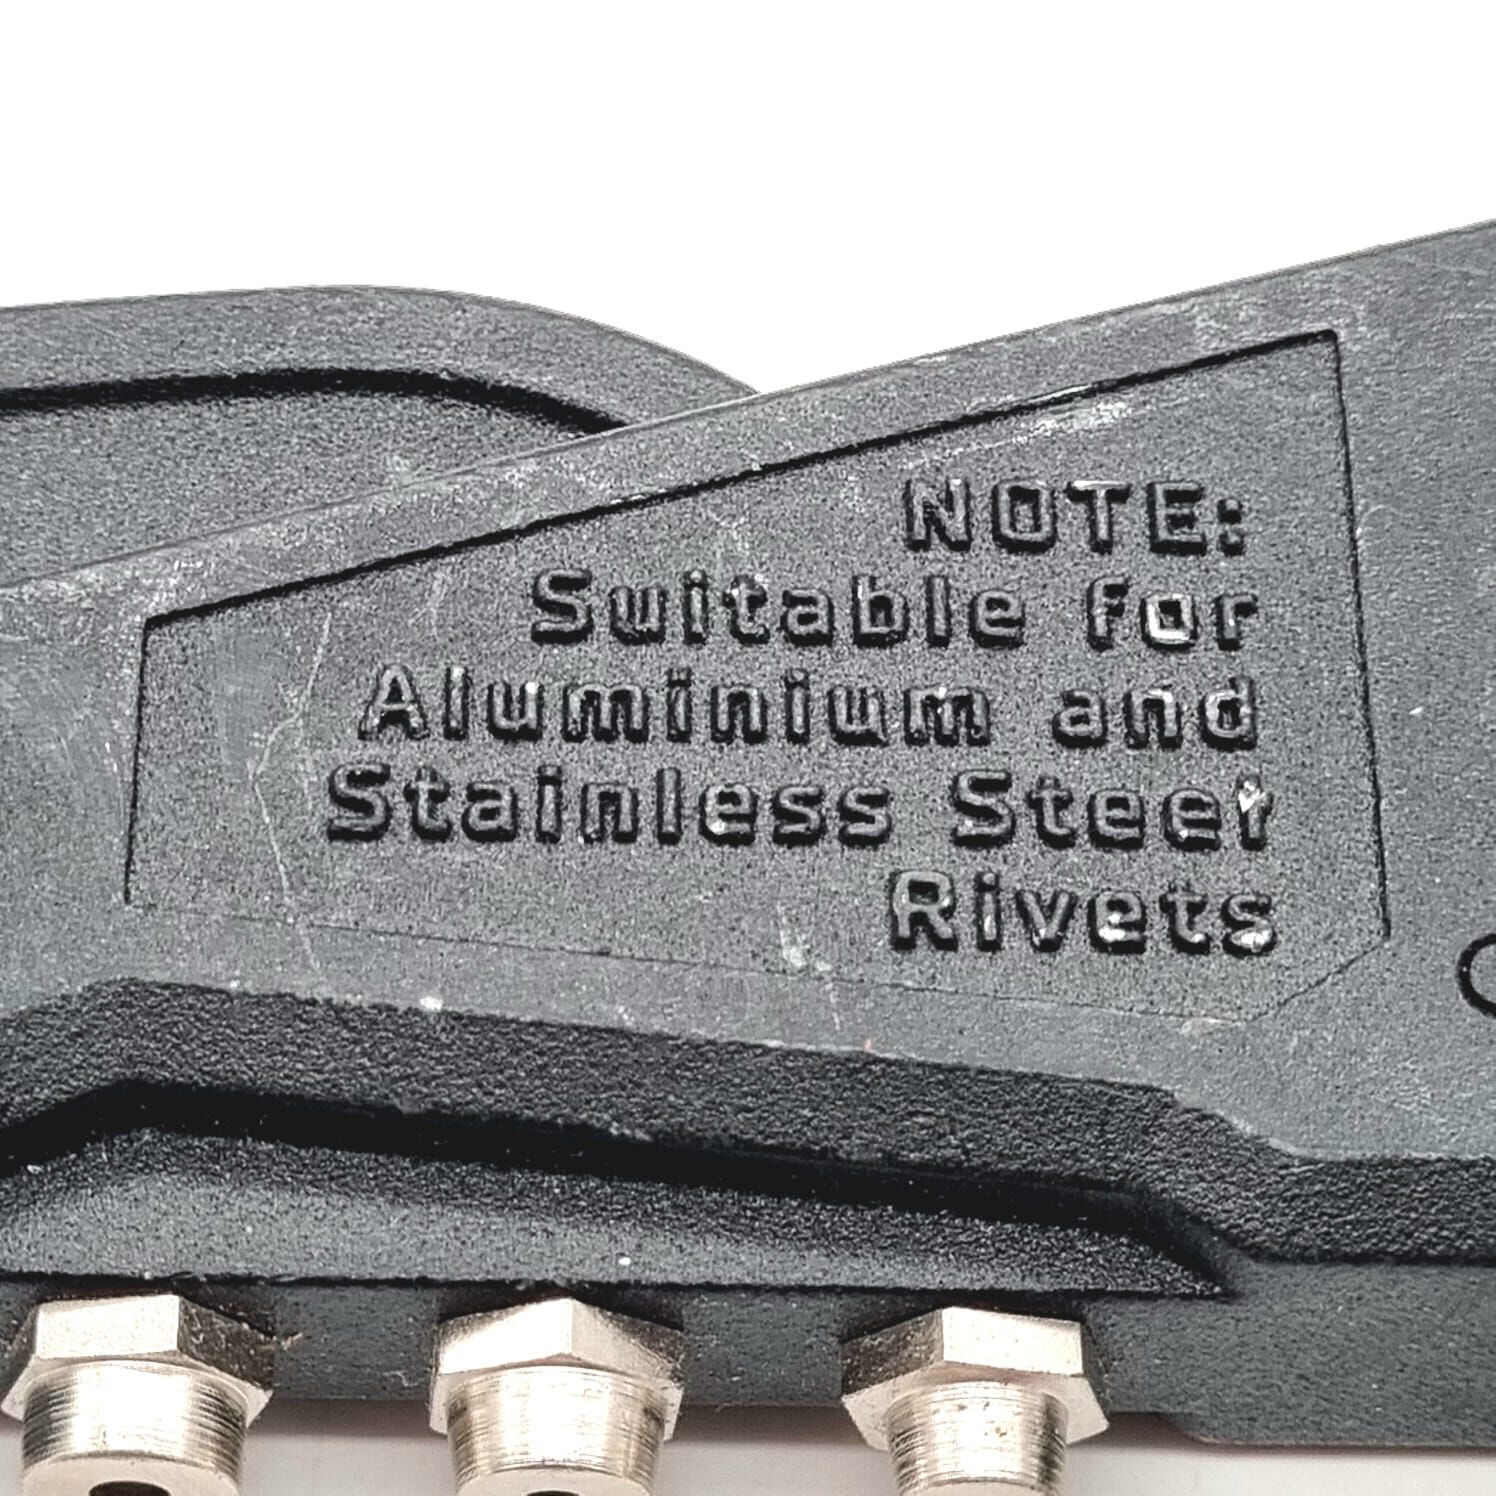 NOTE:
Suitable for
Aluminium and
Stainless Steel
Rivets